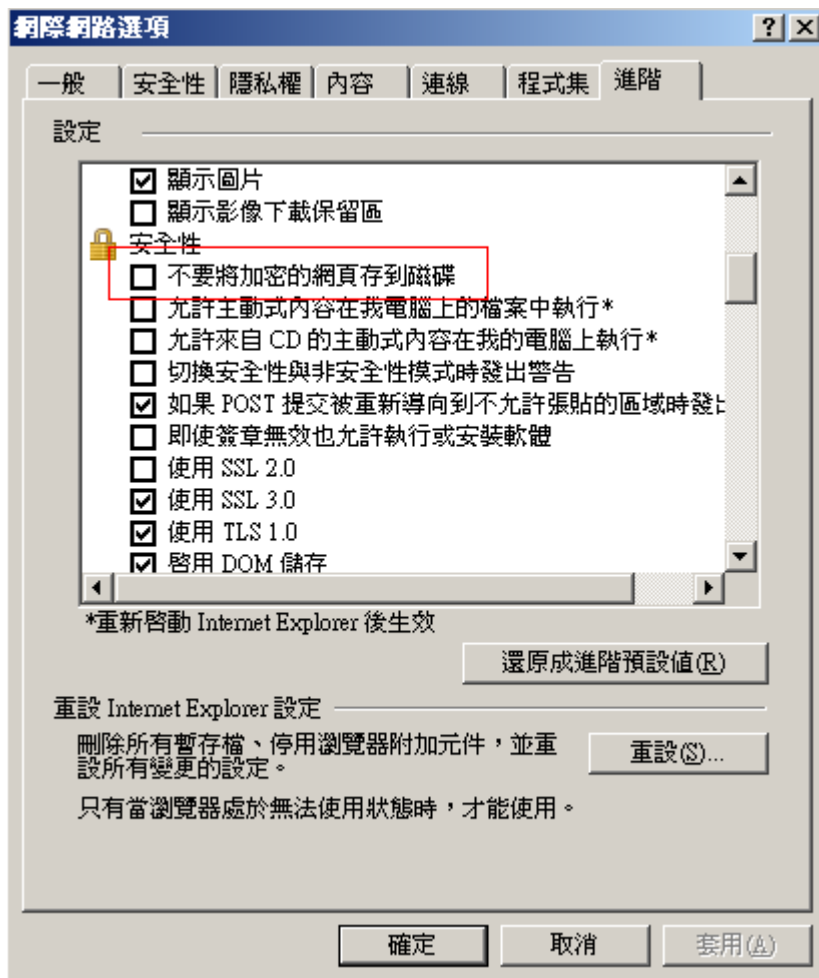 網際網路選項
一般 安全性 隱私權 內容 連線 程式集 進階
設定
顯示圖片
顯示影像下載保留區
安全性
不要將加密的網頁存到磁碟
允許主動式內容在我電腦上的檔案中執行*
允許來自 CD 的主動式內容在我的電腦上執行*
切換安全性與非安全性模式時發出警告
如果 POST 提交被重新導向到不允許張貼的區域時發出
即使簽章無效也允許執行或安裝軟體
使用 SSL 2.0
使用 SSL 3.0
使用 TLS 1.0
啓用 DOM 儲存
*重新啓動 Internet Explorer 後生效
還原成進階預設值(R)
重設 Internet Explorer 設定
刪除所有暫存檔、停用瀏覽器附加元件，並重
設所有變更的設定。
重設(S)...
只有當瀏覽器處於無法使用狀態時，才能使用。
確定 取消 套用(A)